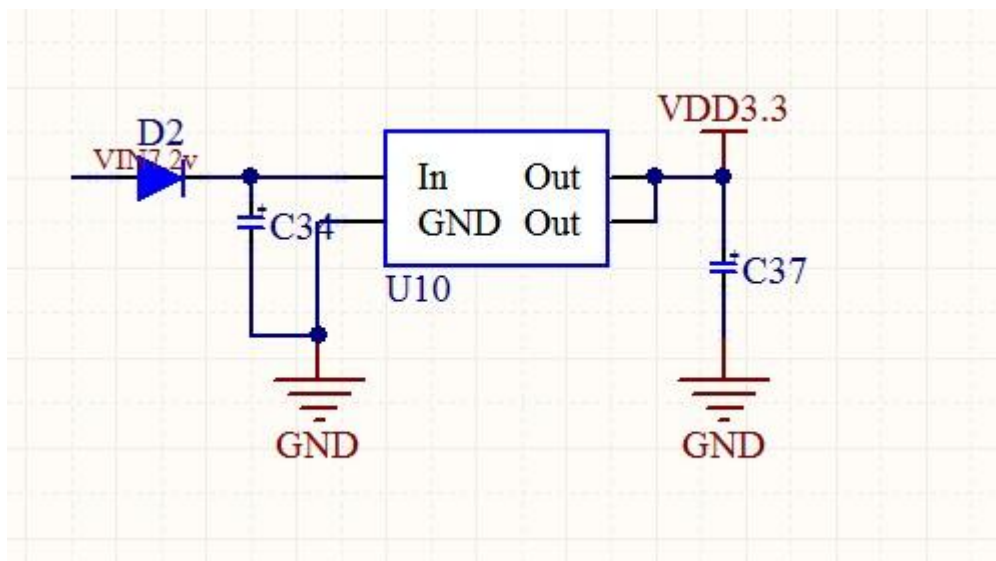 VDD3.3
D2
VIN7.2v
In Out
C34
GND Out
U10
C37
GND
GND